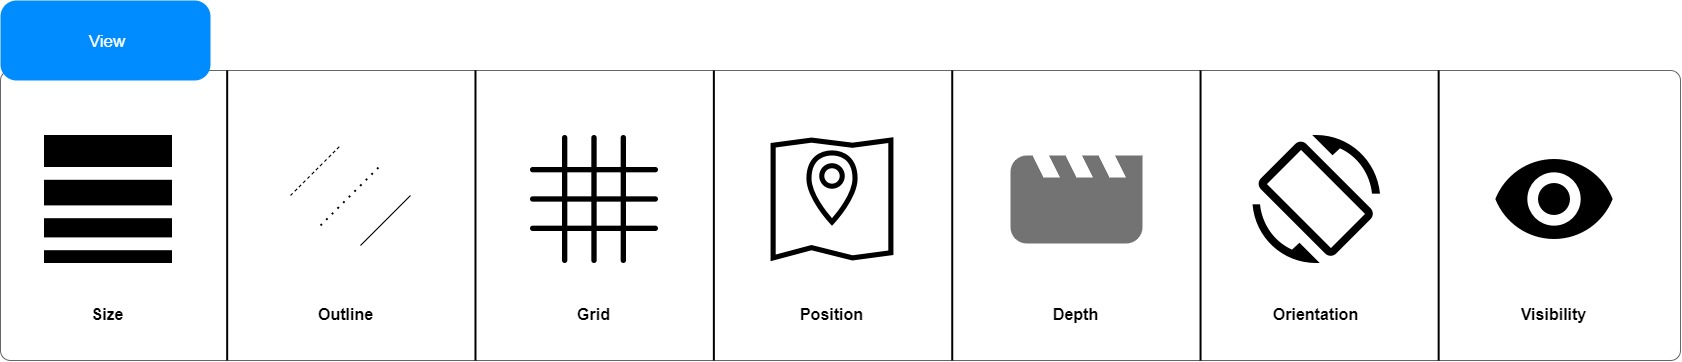 View
Size
Outline
Grid
Position
Depth
Orientation
Visibility